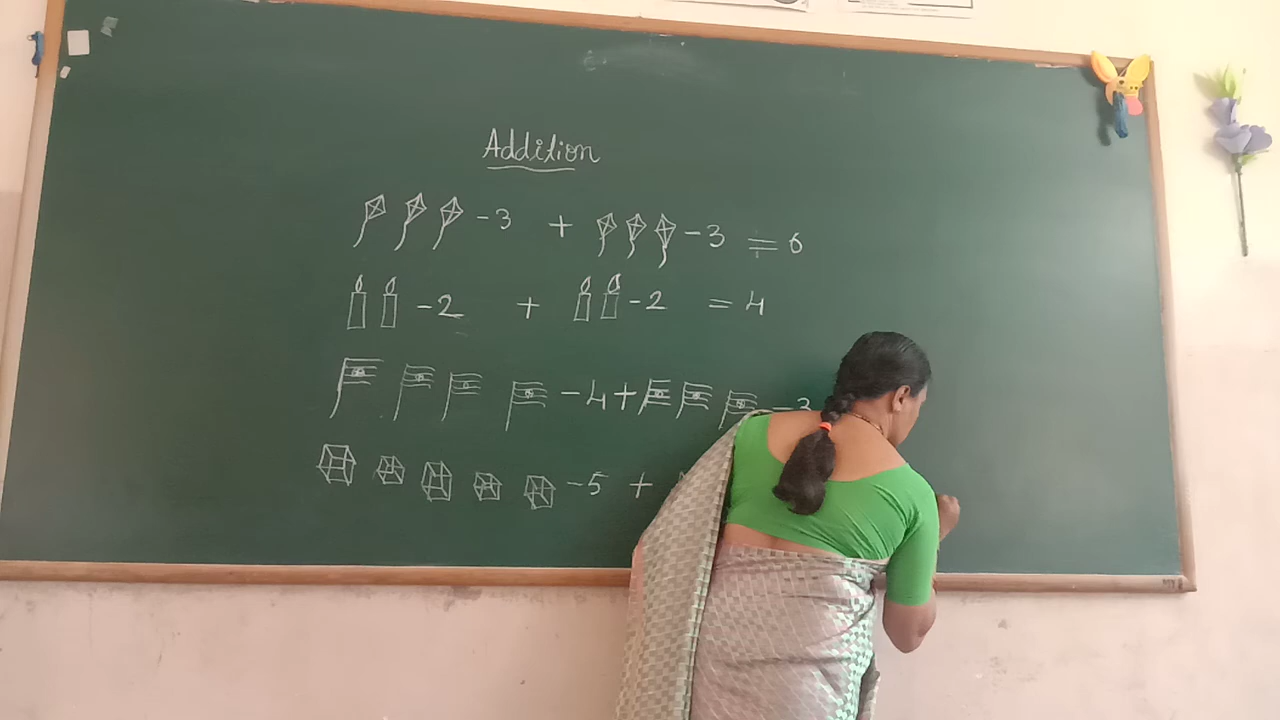 Addition
-3 + -3 = 6
-2 + -2 = 4
-4 + -3
-5 +